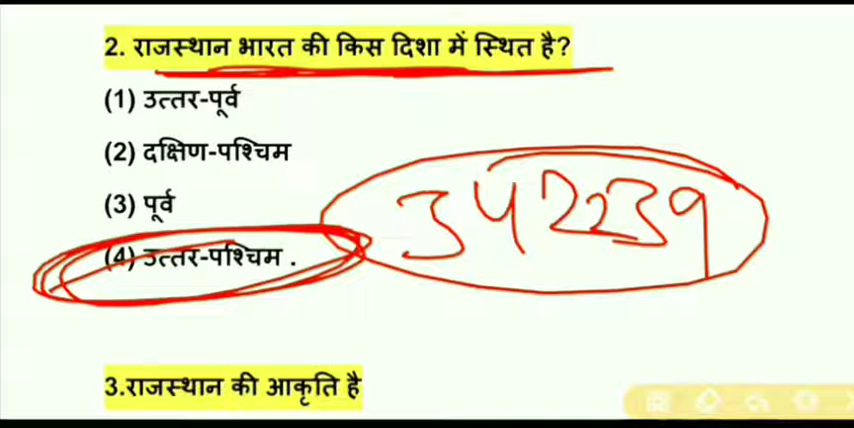 2. राजस्थान भारत की किस दिशा में स्थित है?
(1) उत्तर-पूर्व
(2) दक्षिण-पश्चिम
(3) पूर्व
342239
(4) उत्तर-पश्चिम .
3.राजस्थान की आकृति है